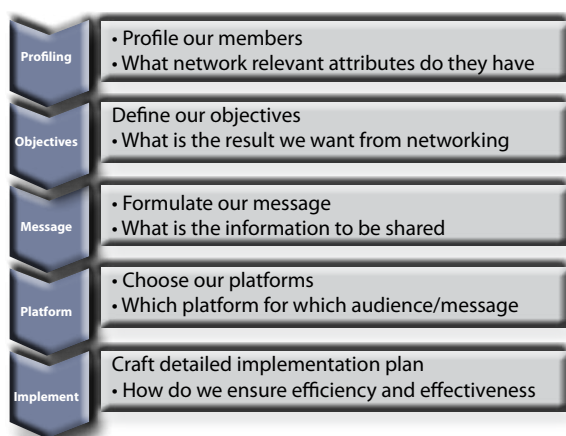 Profiling
• Profile our members
• What network relevant attributes do they have
Objectives
Define our objectives
• What is the result we want from networking
Message
• Formulate our message
• What is the information to be shared
Platform
• Choose our platforms
• Which platform for which audience/message
Implement
Craft detailed implementation plan
• How do we ensure efficiency and effectiveness